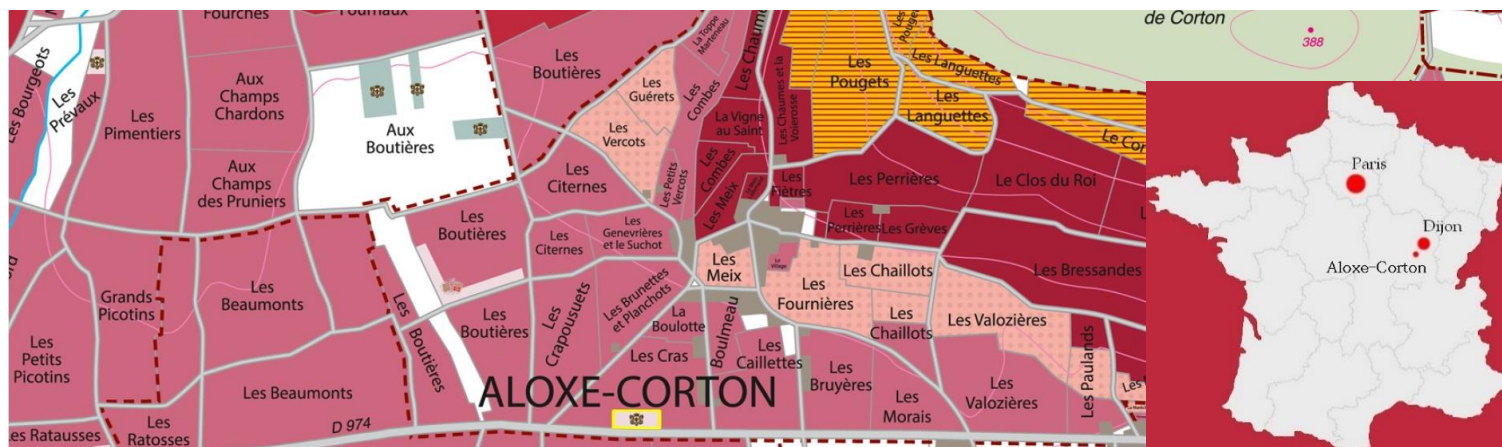 Fourches
Fournaux
Les Bourgeots
Les
Prévaux
Les
Pimentiers
Aux
Champs
Chardons
Aux
Champs
des Pruniers
Aux
Boutières
Les
Boutières
La Toppe
Marteneau
Les
Guérets
Les
Vercots
Les Combes
Les Petits
Vercots
Les Chaumes
Les Chaumes et la
Voierosse
La Vigne
au Saint
Les
Combes
Les Meix
Les
Fiètres
Les
Pougets
Les
Pougets
Les Languettes
Les
Languettes
Le Cor
de Corton
388
Les Perrières
Le Clos du Roi
Les
Perrières
Les Grèves
Les Bressandes
Les
Citernes
Les
Citernes
Les
Genevrières
et le Suchot
Les
Boutières
Les
Meix
Le
Village
Les Chaillots
Les
Fournières
Les
Chaillots
Les Valozières
Les Paulands
Les
Beaumonts
Grands
Picotins
Les
Petits
Picotins
Les Beaumonts
Les
Boutières
Les
Boutières
Les
Crapousuets
Les Brunettes
et Planchots
La
Boulotte
Les Cras
Boulmeau
Les
Caillettes
Les
Bruyères
Les
Morais
Les
Valozières
ALOXE-CORTON
D 974
Les Ratausses
Les
Ratosses
Paris
Dijon
Aloxe-Corton